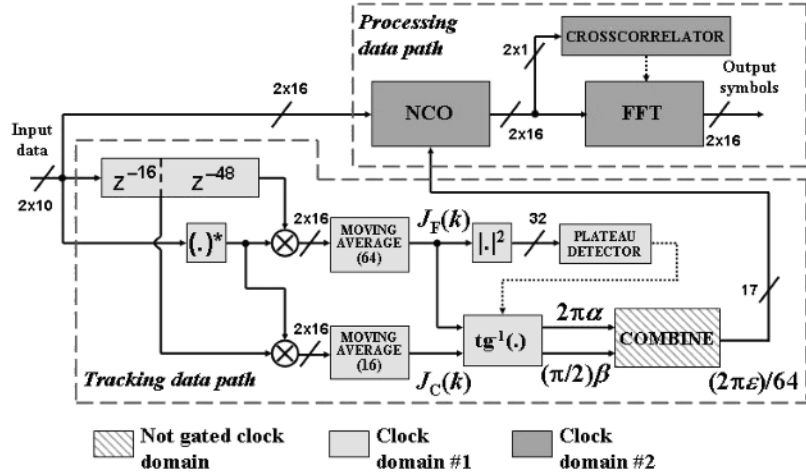 Processing
data path
2x16
2x1
CROSSCORRELATOR
NCO
2x16
FFT
Output
symbols
2x16
Input
data
2x10
z⁻¹⁶ z⁻⁴⁸
(.)*
2x16
MOVING
AVERAGE
(64)
J_F(k)
|.|²
32
PLATEAU
DETECTOR
17
2x16
MOVING
AVERAGE
(16)
J_C(k)
tg⁻¹(.)
2πα
(π/2)β
COMBINE
(2πε)/64
Tracking data path
Not gated clock
domain
Clock
domain #1
Clock
domain #2